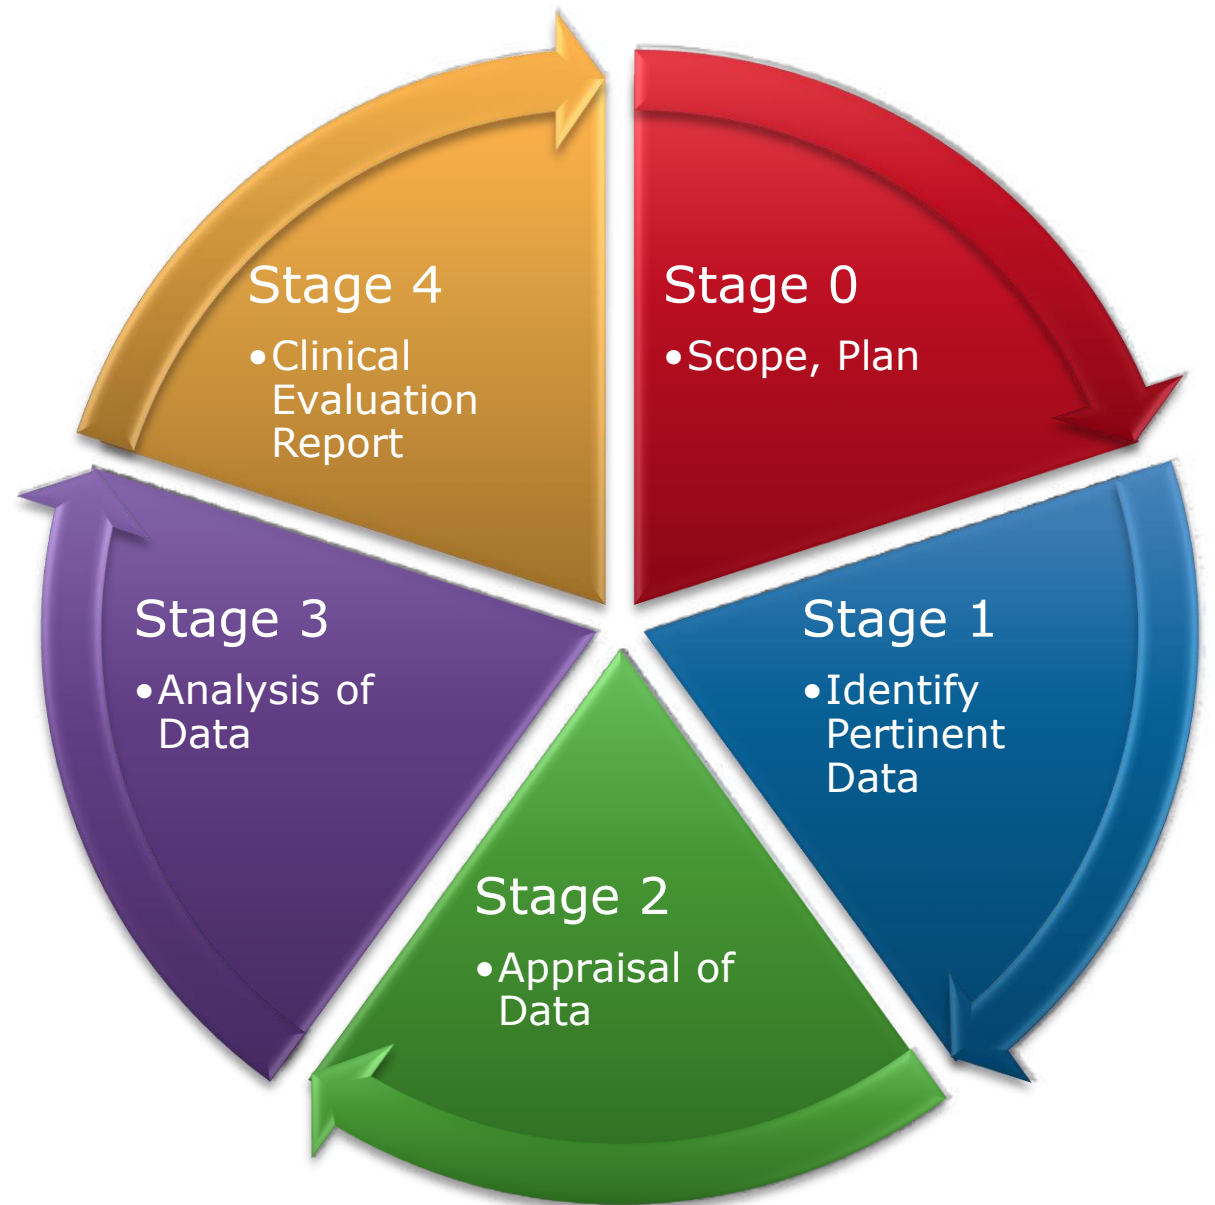 Stage 0
•Scope, Plan
Stage 1
•Identify
Pertinent
Data
Stage 2
•Appraisal of
Data
Stage 3
•Analysis of
Data
Stage 4
•Clinical
Evaluation
Report